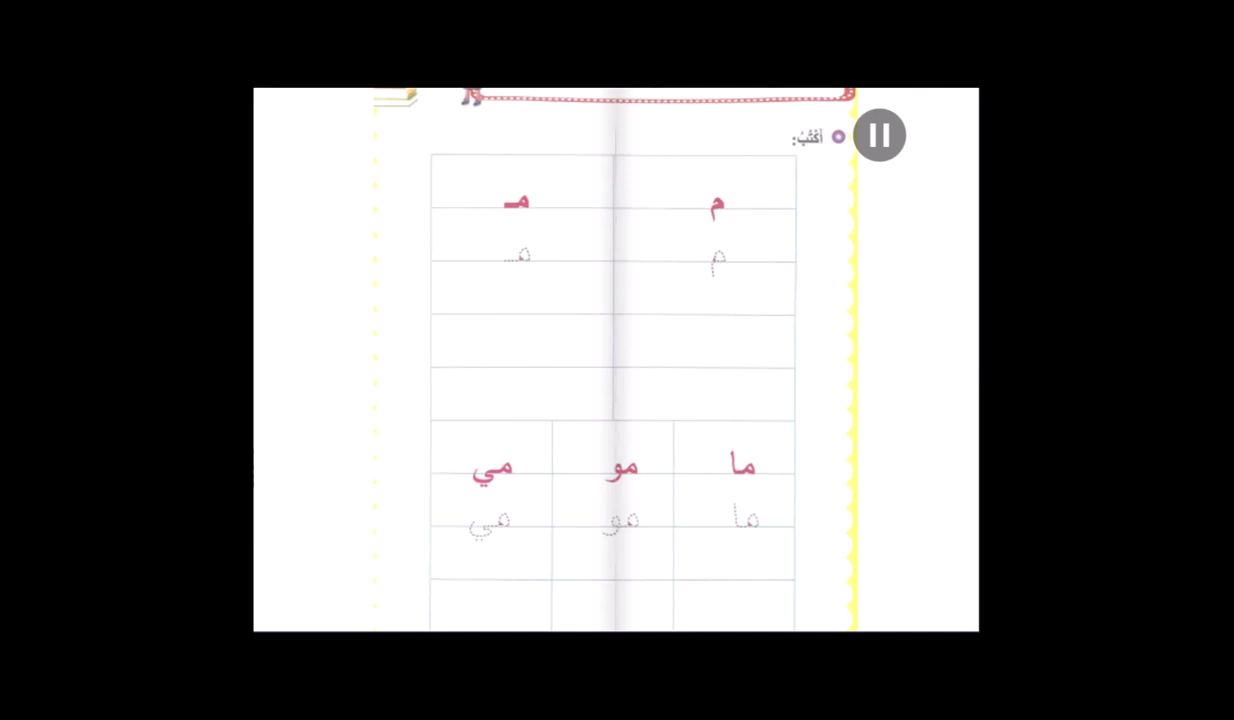 أَكْتُبُ:
م مـ
م مـ
ما مو مي
ما مو مي